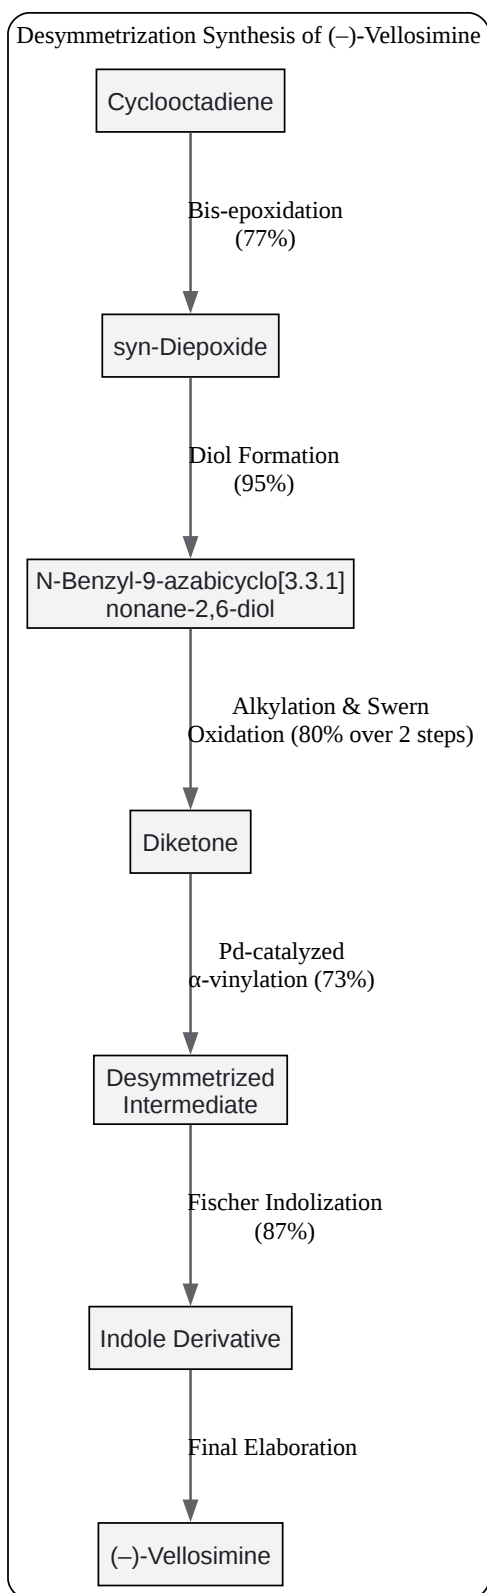 Desymmetrization Synthesis of (–)-Vellosimine
Cyclooctadiene
Bis-epoxidation
(77%)
syn-Diepoxide
Diol Formation
(95%)
N-Benzyl-9-azabicyclo[3.3.1]
nonane-2,6-diol
Alkylation & Swern
Oxidation (80% over 2 steps)
Diketone
Pd-catalyzed
α-vinylation (73%)
Desymmetrized
Intermediate
Fischer Indolization
(87%)
Indole Derivative
Final Elaboration
(–)-Vellosimine